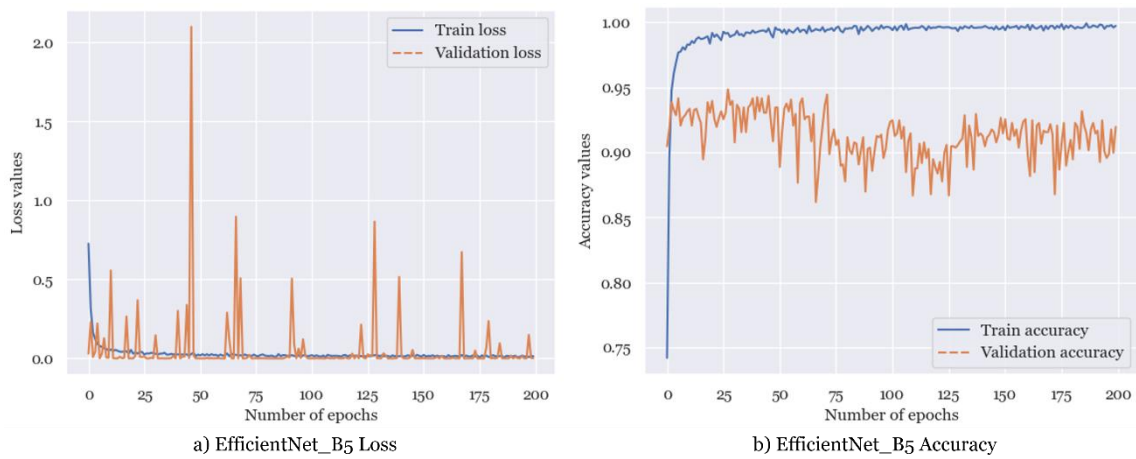 Train loss
Validation loss
2.0
1.5
1.0
0.5
0.0
Loss values
0 25 50 75 100 125 150 175 200
Number of epochs
a) EfficientNet_B5 Loss
1.00
0.95
0.90
0.85
0.80
0.75
Accuracy values
Train accuracy
Validation accuracy
0 25 50 75 100 125 150 175 200
Number of epochs
b) EfficientNet_B5 Accuracy